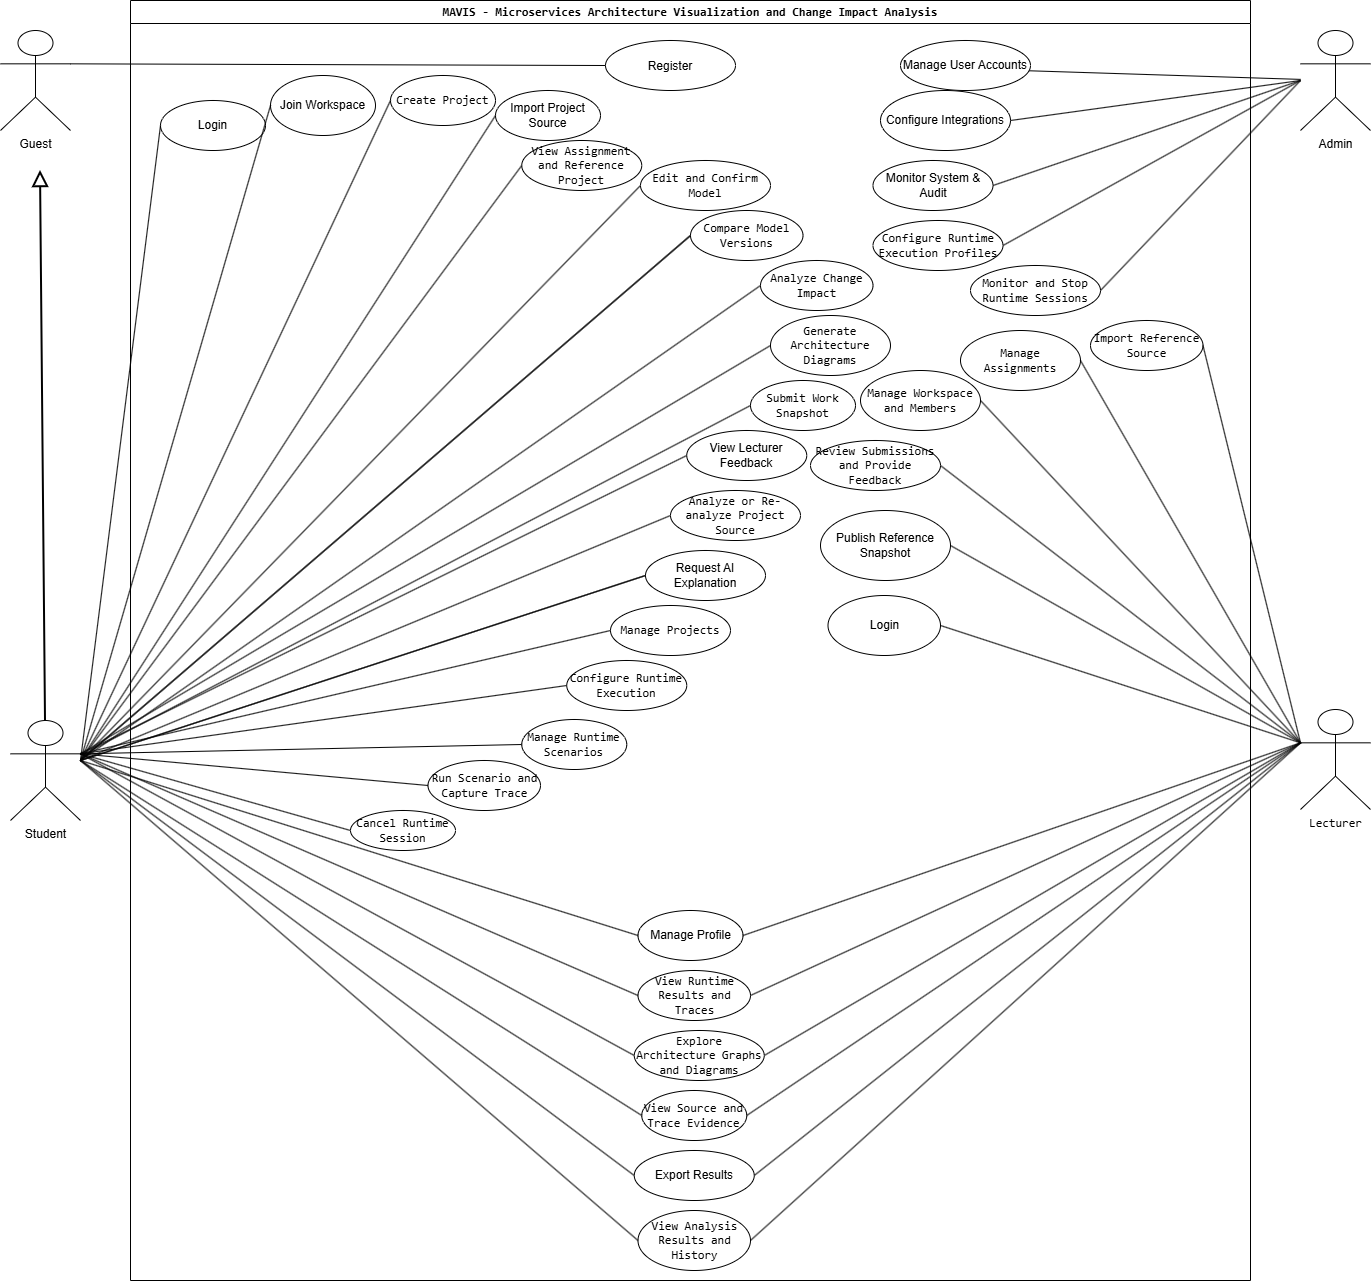 MAVIS - Microservices Architecture Visualization and Change Impact Analysis
Guest
Register
Manage User Accounts
Admin
Login
Join Workspace
Create Project
Import Project
Source
Configure Integrations
View Assignment
and Reference
Project
Edit and Confirm
Model
Monitor System &
Audit
Compare Model
Versions
Configure Runtime
Execution Profiles
Analyze Change
Impact
Monitor and Stop
Runtime Sessions
Generate
Architecture
Diagrams
Manage
Assignments
Import Reference
Source
Submit Work
Snapshot
Manage Workspace
and Members
View Lecturer
Feedback
Review Submissions
and Provide
Feedback
Analyze or Re-
analyze Project
Source
Publish Reference
Snapshot
Request AI
Explanation
Manage Projects
Login
Configure Runtime
Execution
Manage Runtime
Scenarios
Run Scenario and
Capture Trace
Cancel Runtime
Session
Student
Lecturer
Manage Profile
View Runtime
Results and
Traces
Explore
Architecture Graphs
and Diagrams
View Source and
Trace Evidence
Export Results
View Analysis
Results and
History